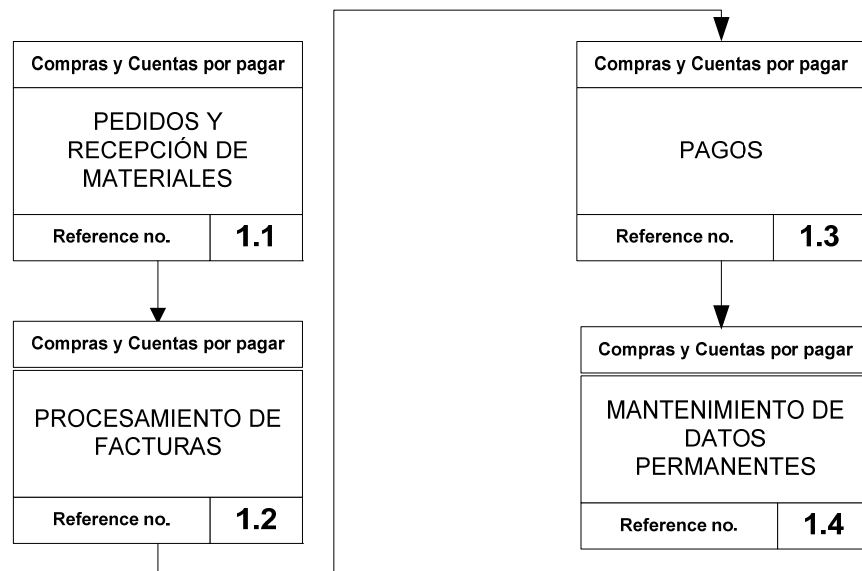 Compras y Cuentas por pagar
PEDIDOS Y
RECEPCIÓN DE
MATERIALES
Reference no. 1.1
Compras y Cuentas por pagar
PROCESAMIENTO DE
FACTURAS
Reference no. 1.2
Compras y Cuentas por pagar
PAGOS
Reference no. 1.3
Compras y Cuentas por pagar
MANTENIMIENTO DE
DATOS
PERMANENTES
Reference no. 1.4